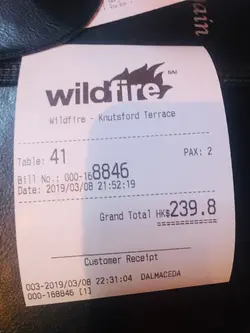 wildfire SM
Wildfire - Knutsford Terrace
Table: 41
PAX: 2
Bill No.: 000-168846
Date: 2019/03/08 21:52:19
Grand Total HK$239.8
Customer Receipt
003-2019/03/08 22:31:04 DALMACEDA
000-168846 [1]